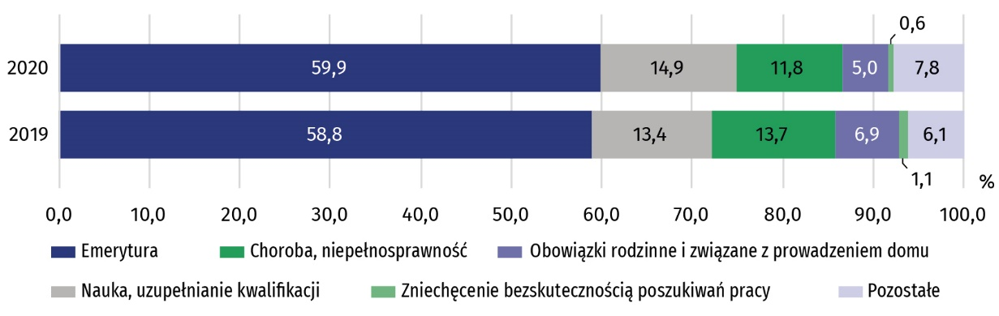 0,6
2020 59,9 14,9 11,8 5,0 7,8
2019 58,8 13,4 13,7 6,9 6,1
1,1 %
0,0 10,0 20,0 30,0 40,0 50,0 60,0 70,0 80,0 90,0 100,0
Emerytura Choroba, niepełnosprawność Obowiązki rodzinne i związane z prowadzeniem domu
Nauka, uzupełnianie kwalifikacji Zniechęcenie bezskutecznością poszukiwań pracy Pozostałe